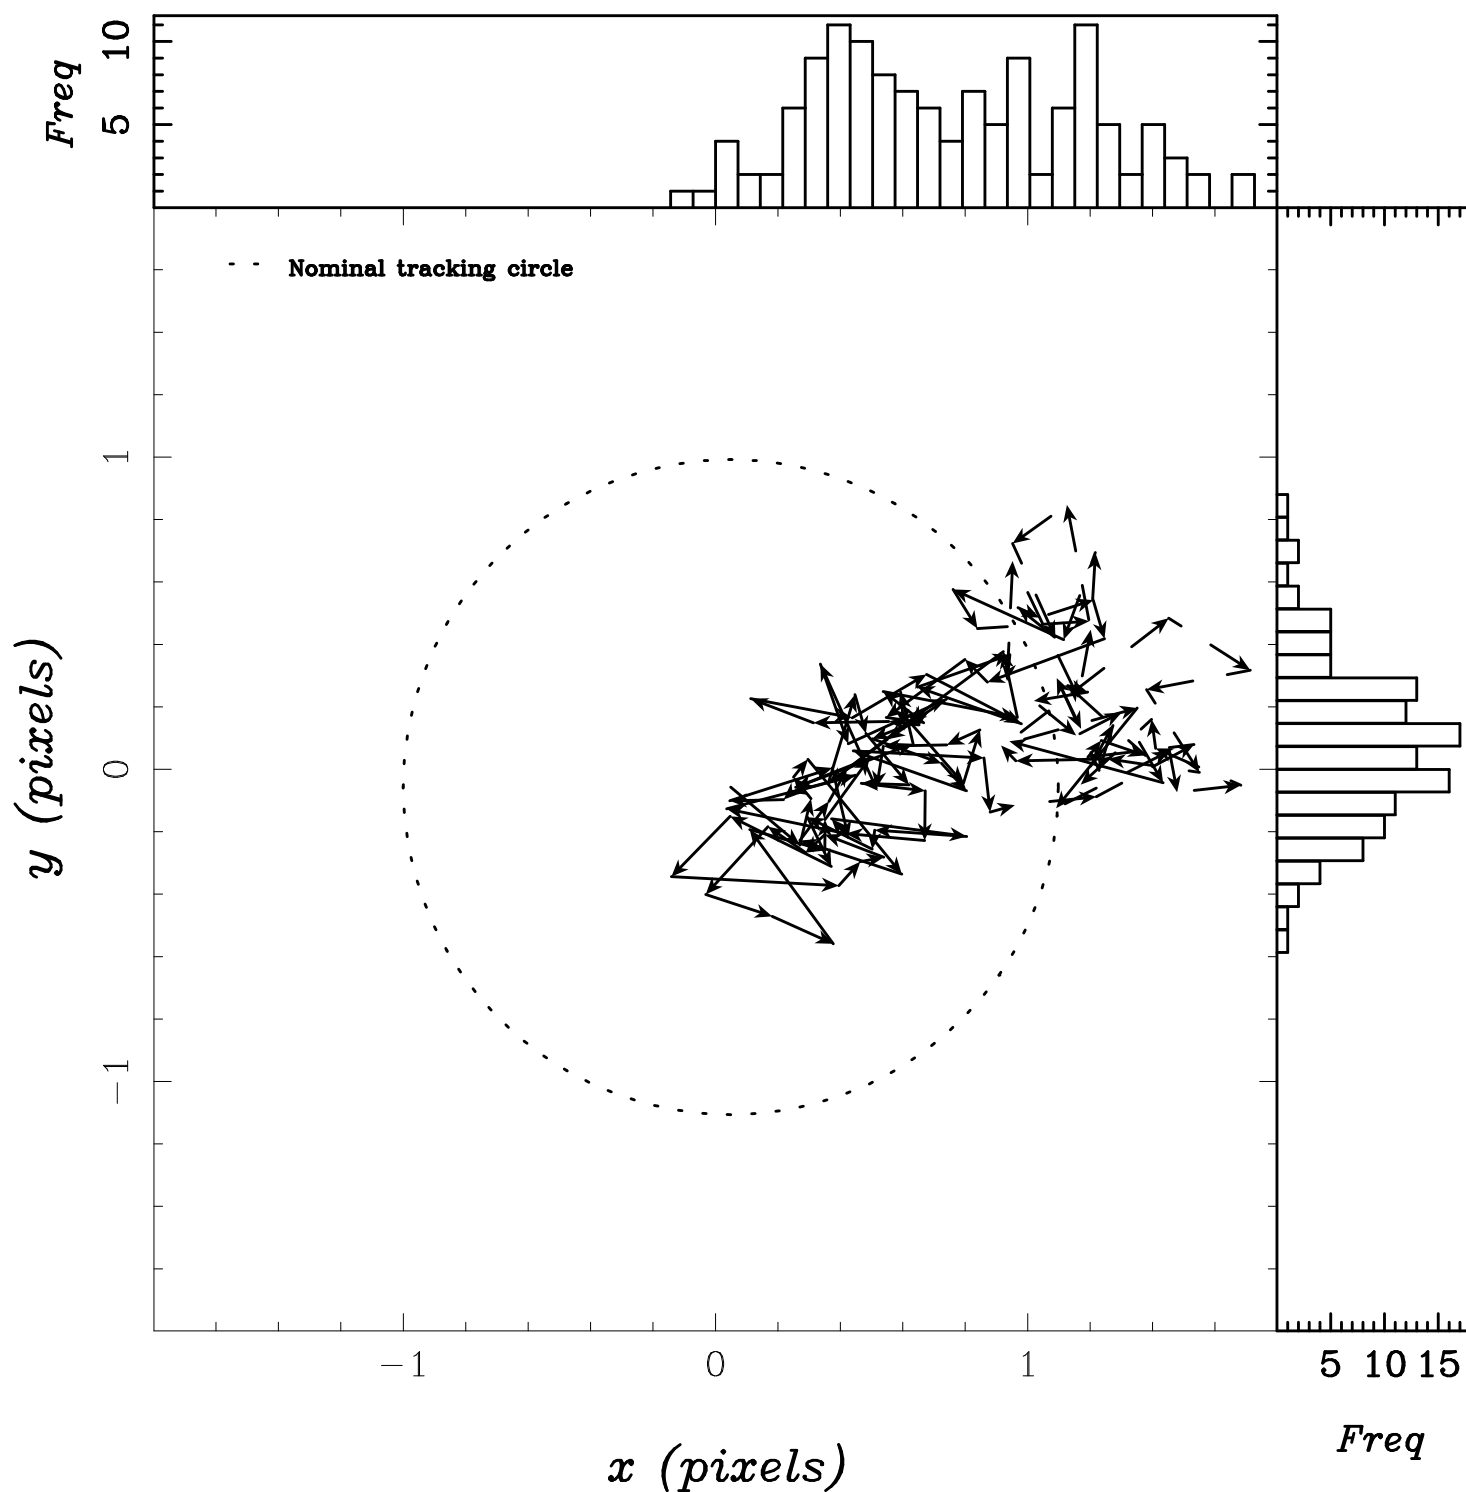 Freq
10
5
Nominal tracking circle
y (pixels)
1
0
−1
−1 0 1
5 10 15
Freq
x (pixels)